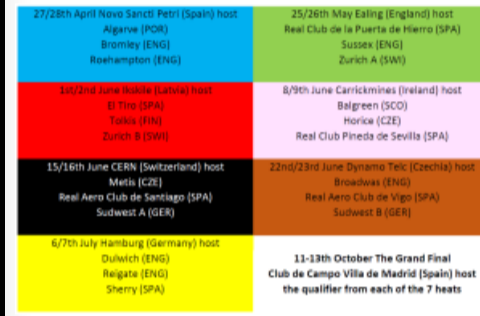 27/28th April Novo Sancti Petri (Spain) host
Algarve (POR)
Bromley (ENG)
Roehampton (ENG)
25/26th May Ealing (England) host
Real Club de la Puerta de Hierro (SPA)
Sussex (ENG)
Zurich A (SWI)
1st/2nd June Ikskile (Latvia) host
El Tiro (SPA)
(FIN)
Zurich B (SWI)
8/9th June Carrickmines (Ireland) host
Balgreen (SCO)
Horice (CZE)
Real Club Pineda de Sevilla (SPA)
15/16th June CERN (Switzerland) host
Metis (CZE)
Real Aero Club de Santiago (SPA)
Sudwest A (GER)
22nd/23rd June Dynamo Telc (Czechia) host
Broadwas (ENG)
Real Aero Club de Vigo (SPA)
Sudwest B (GER)
6/7th July Hamburg (Germany) host
Dulwich (ENG)
Reigate (ENG)
Sherry (SPA)
11-13th October The Grand Final
Club de Campo Villa de Madrid (Spain) host
the qualifier from each of the 7 heats